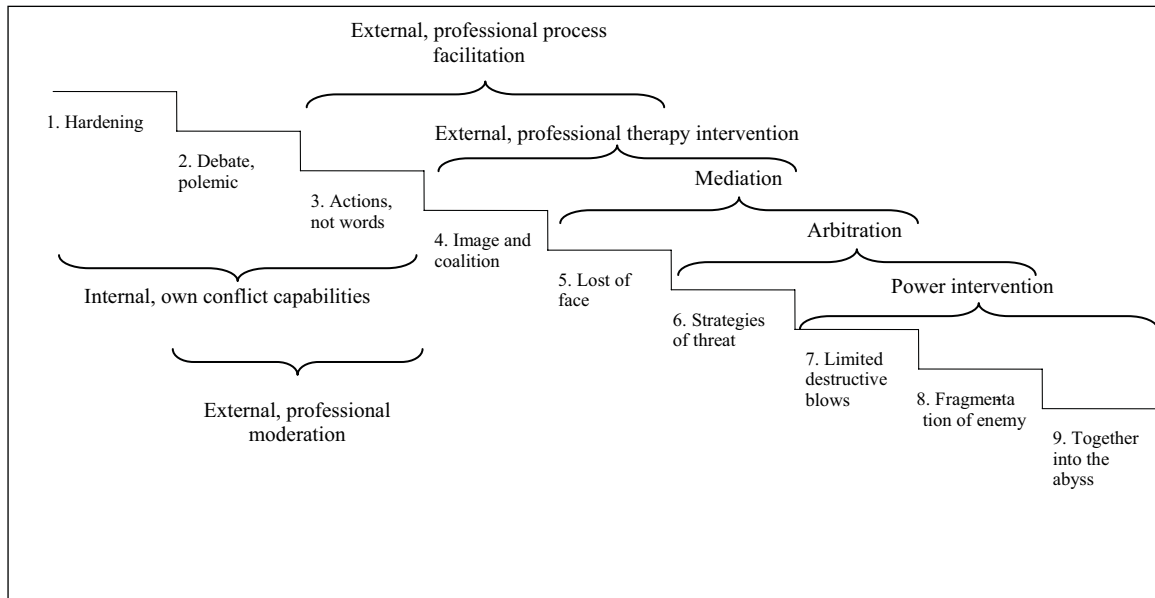 External, professional process
facilitation
1. Hardening
External, professional therapy intervention
2. Debate,
polemic
Mediation
3. Actions,
not words
Arbitration
4. Image and
coalition
5. Lost of
face
Internal, own conflict capabilities
Power intervention
6. Strategies
of threat
7. Limited
destructive
blows
External, professional
moderation
8. Fragmenta-
tion of enemy
9. Together
into the
abyss